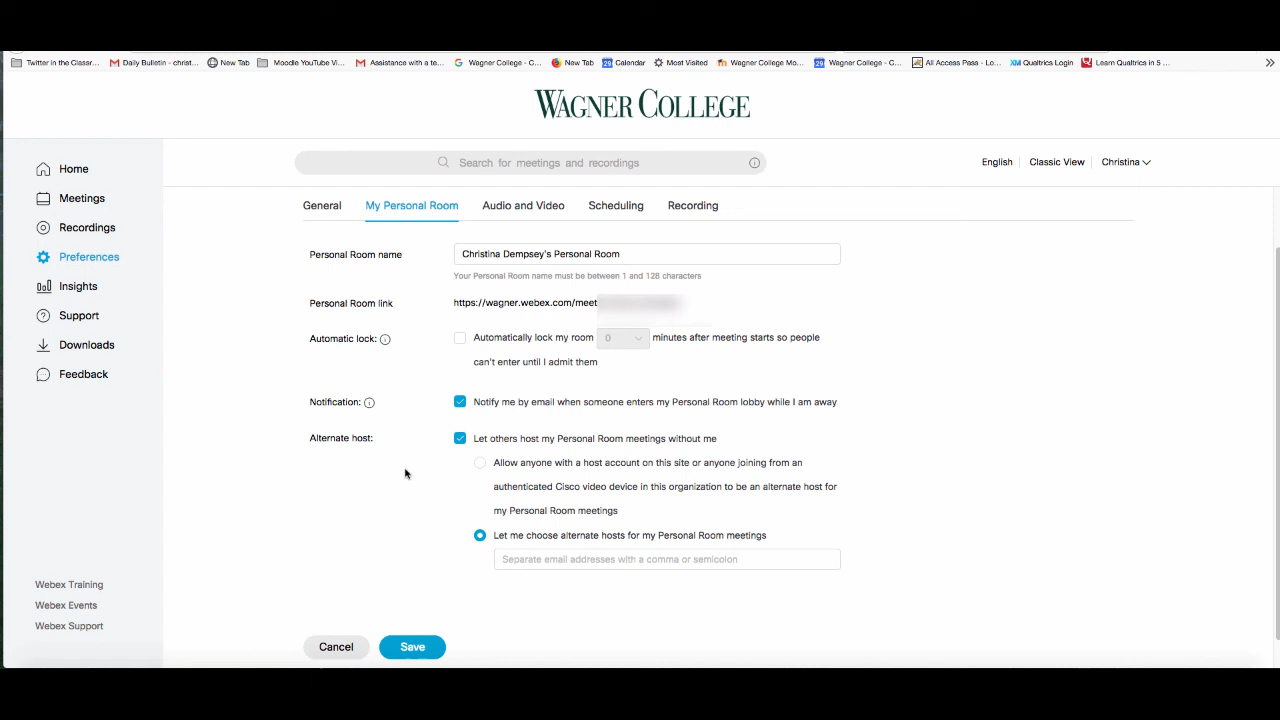 Twitter in the Classr...
Daily Bulletin - christ...
New Tab
Moodle YouTube Vi...
Assistance with a te...
Wagner College - C...
New Tab
Calendar
Most Visited
Wagner College Mo...
Wagner College - C...
All Access Pass - Lo...
Qualtrics Login
Learn Qualtrics in 5 ...
WAGNER COLLEGE
Search for meetings and recordings
English
Classic View
Christina
Home
Meetings
Recordings
Preferences
Insights
Support
Downloads
Feedback
Webex Training
Webex Events
Webex Support
General
My Personal Room
Audio and Video
Scheduling
Recording
Personal Room name
Christina Dempsey's Personal Room
Your Personal Room name must be between 1 and 128 characters
Personal Room link
https://wagner.webex.com/meet
Automatic lock:
Automatically lock my room 0 minutes after meeting starts so people
can't enter until I admit them
Notification:
Notify me by email when someone enters my Personal Room lobby while I am away
Alternate host:
Let others host my Personal Room meetings without me
Allow anyone with a host account on this site or anyone joining from an
authenticated Cisco video device in this organization to be an alternate host for
my Personal Room meetings
Let me choose alternate hosts for my Personal Room meetings
Separate email addresses with a comma or semicolon
Cancel
Save